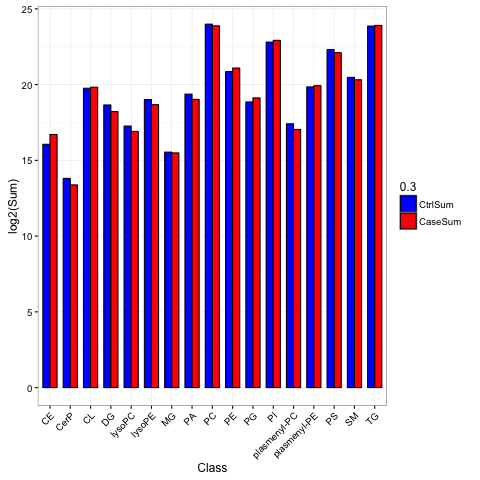 25
20
15
10
5
0
log2(Sum)
CE
CerP
CL
DG
lysoPC
lysoPE
MG
PA
PC
PE
PG
PI
plasmenyl-PC
plasmenyl-PE
PS
SM
TG
Class
0.3
CtrlSum
CaseSum